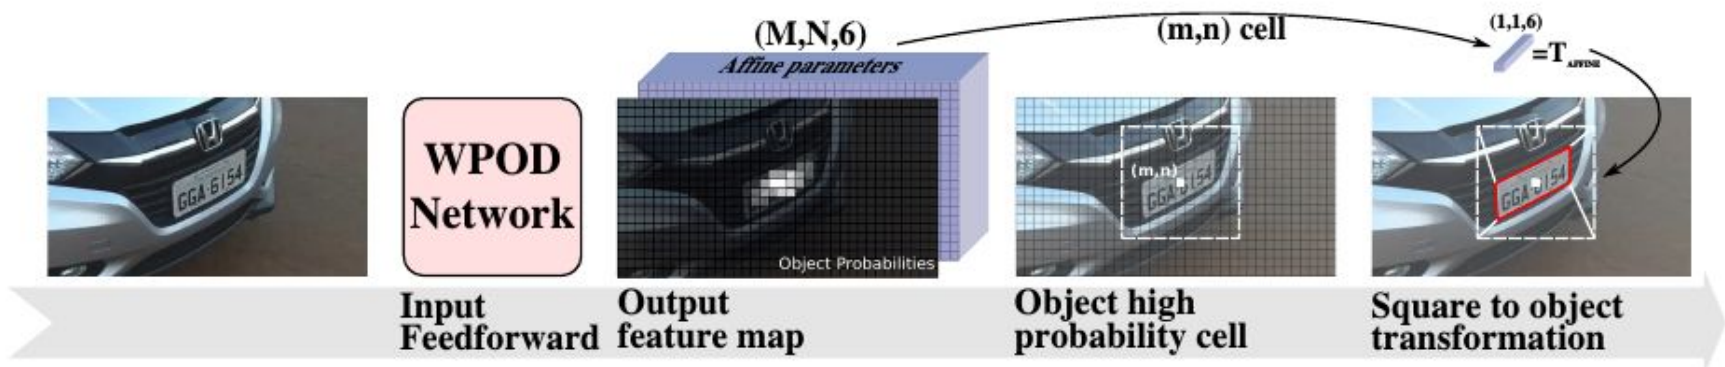 (M,N,6)
(m,n) cell
(1,1,6)
=T AFFINE
Affine parameters
GGA·6154
WPOD
Network
Object Probabilities
(m,n)
GGA 6154
GGA 6154
Input
Feedforward
Output
feature map
Object high
probability cell
Square to object
transformation